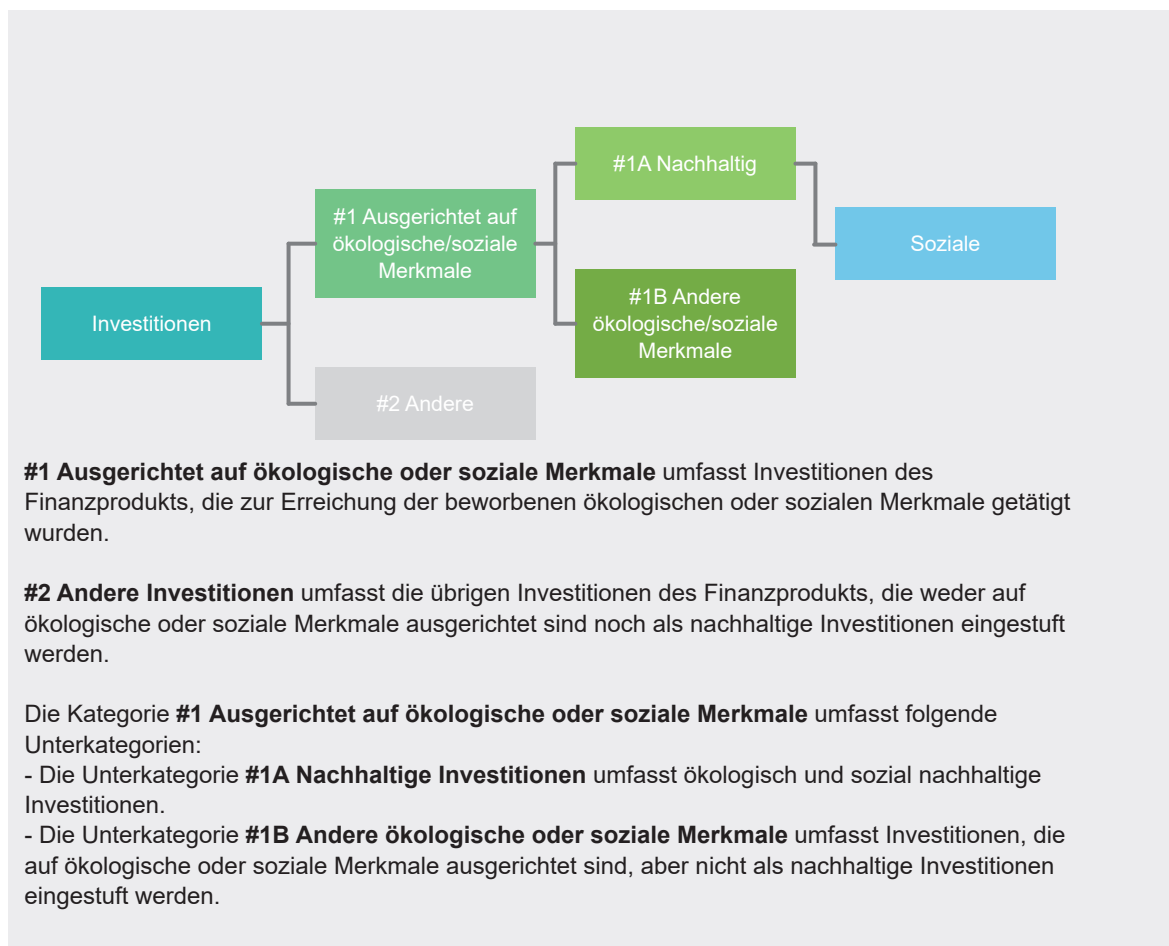 #1A Nachhaltig
#1 Ausgerichtet auf
ökologische/soziale
Merkmale
Soziale
#1B Andere
ökologische/soziale
Merkmale
Investitionen
#2 Andere
#1 Ausgerichtet auf ökologische oder soziale Merkmale umfasst Investitionen des
Finanzprodukts, die zur Erreichung der beworbenen ökologischen oder sozialen Merkmale getätigt
wurden.
#2 Andere Investitionen umfasst die übrigen Investitionen des Finanzprodukts, die weder auf
ökologische oder soziale Merkmale ausgerichtet sind noch als nachhaltige Investitionen eingestuft
werden.
Die Kategorie #1 Ausgerichtet auf ökologische oder soziale Merkmale umfasst folgende
Unterkategorien:
- Die Unterkategorie #1A Nachhaltige Investitionen umfasst ökologisch und sozial nachhaltige
Investitionen.
- Die Unterkategorie #1B Andere ökologische oder soziale Merkmale umfasst Investitionen, die
auf ökologische oder soziale Merkmale ausgerichtet sind, aber nicht als nachhaltige Investitionen
eingestuft werden.